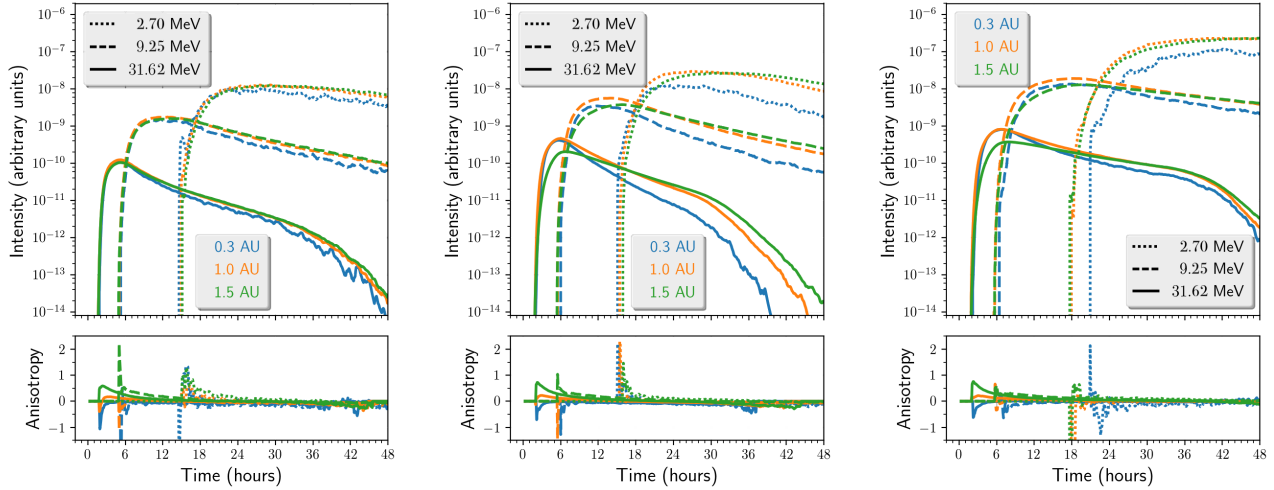 Intensity (arbitrary units)
10⁻⁶
10⁻⁷
10⁻⁸
10⁻⁹
10⁻¹⁰
10⁻¹¹
10⁻¹²
10⁻¹³
10⁻¹⁴
2.70 MeV
9.25 MeV
31.62 MeV
0.3 AU
1.0 AU
1.5 AU
Anisotropy
2
1
0
−1
0 6 12 18 24 30 36 42 48
Time (hours)
Intensity (arbitrary units)
10⁻⁶
10⁻⁷
10⁻⁸
10⁻⁹
10⁻¹⁰
10⁻¹¹
10⁻¹²
10⁻¹³
10⁻¹⁴
2.70 MeV
9.25 MeV
31.62 MeV
0.3 AU
1.0 AU
1.5 AU
Anisotropy
2
1
0
−1
0 6 12 18 24 30 36 42 48
Time (hours)
Intensity (arbitrary units)
10⁻⁶
10⁻⁷
10⁻⁸
10⁻⁹
10⁻¹⁰
10⁻¹¹
10⁻¹²
10⁻¹³
10⁻¹⁴
0.3 AU
1.0 AU
1.5 AU
2.70 MeV
9.25 MeV
31.62 MeV
Anisotropy
2
1
0
−1
0 6 12 18 24 30 36 42 48
Time (hours)